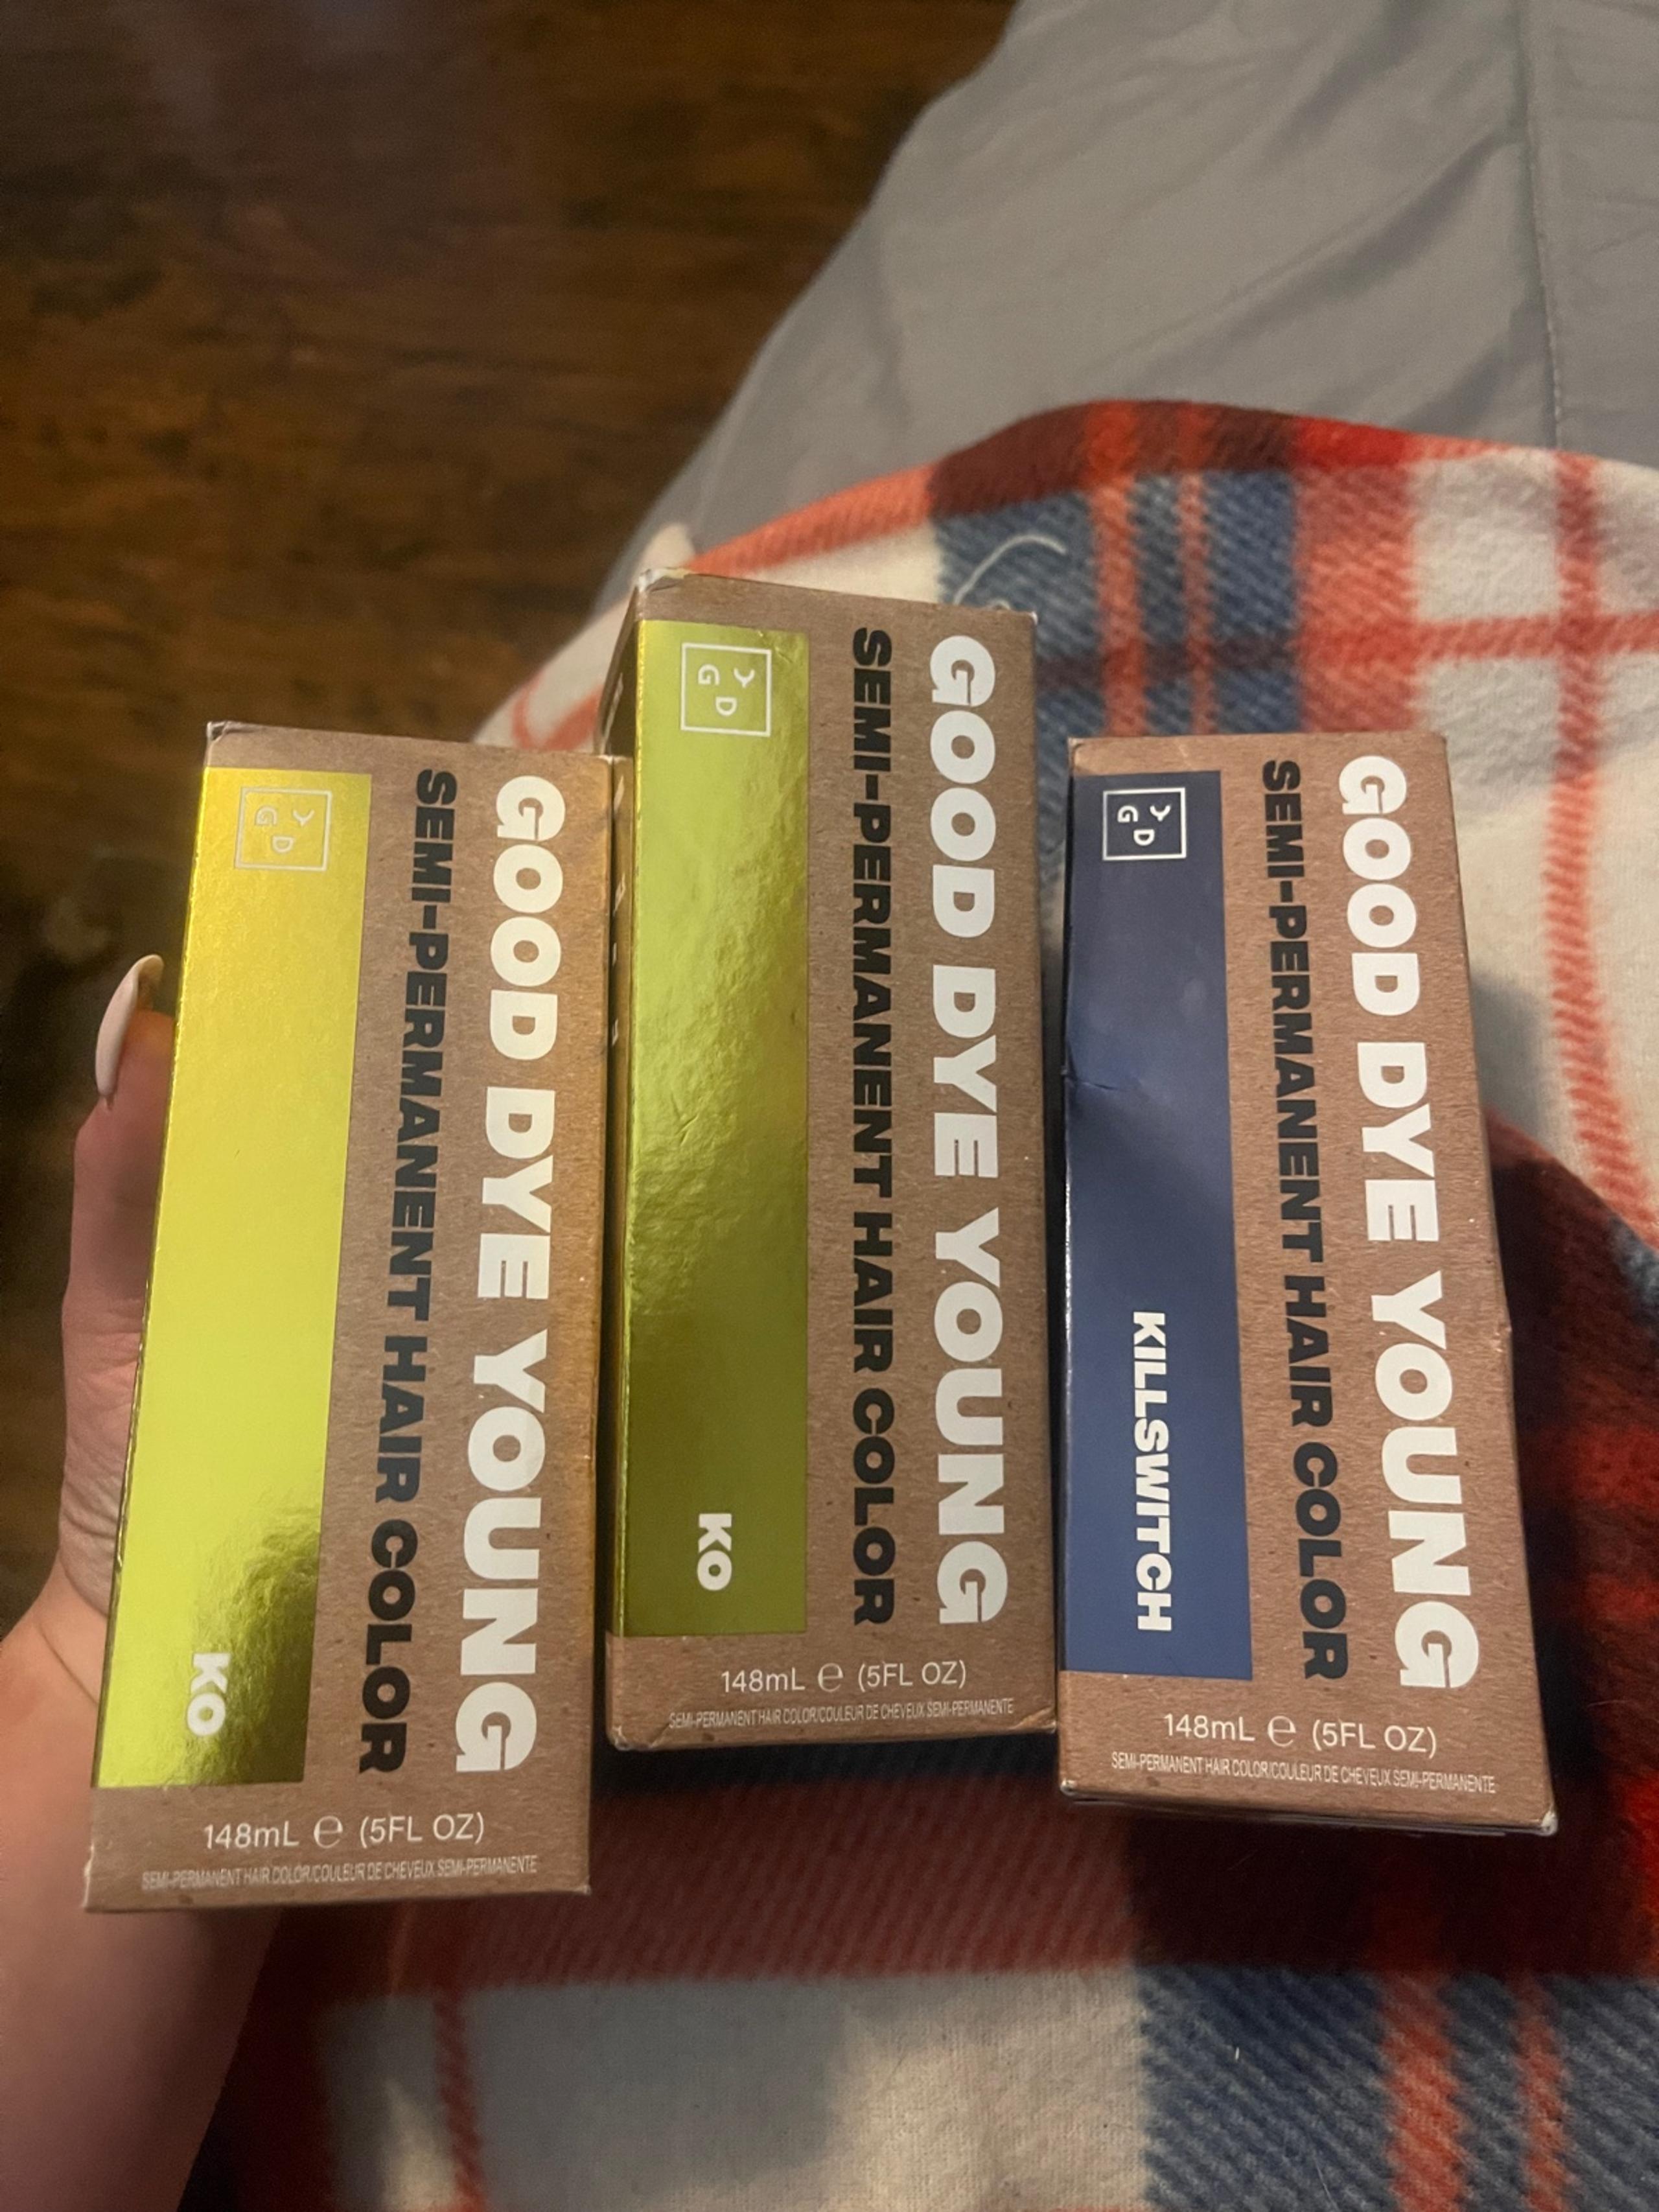 GOOD DYE YOUNG
SEMI-PERMANENT HAIR COLOR
YGD
KO
148mL ℮ (5FL OZ)
SEMI-PERMANENT HAIR COLOR/COULEUR DE CHEVEUX SEMI-PERMANENTE
GOOD DYE YOUNG
SEMI-PERMANENT HAIR COLOR
YGD
KO
148mL ℮ (5FL OZ)
SEMI-PERMANENT HAIR COLOR/COULEUR DE CHEVEUX SEMI-PERMANENTE
GOOD DYE YOUNG
SEMI-PERMANENT HAIR COLOR
YGD
KILLSWITCH
148mL ℮ (5FL OZ)
SEMI-PERMANENT HAIR COLOR/COULEUR DE CHEVEUX SEMI-PERMANENTE